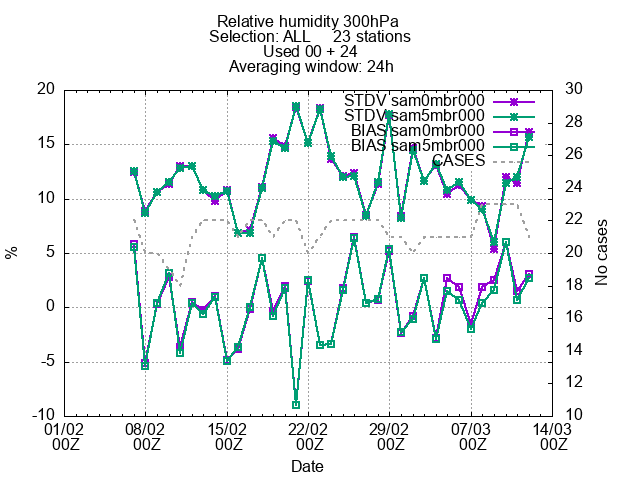 Relative humidity 300hPa
Selection: ALL 23 stations
Used 00 + 24
Averaging window: 24h
STDV sam0mbr000
STDV sam5mbr000
BIAS sam0mbr000
BIAS sam5mbr000
CASES
20
15
10
5
0
-5
-10
%
30
28
26
24
22
20
18
16
14
12
10
No cases
01/02 08/02 15/02 22/02 29/02 07/03 14/03
00Z 00Z 00Z 00Z 00Z 00Z 00Z
Date